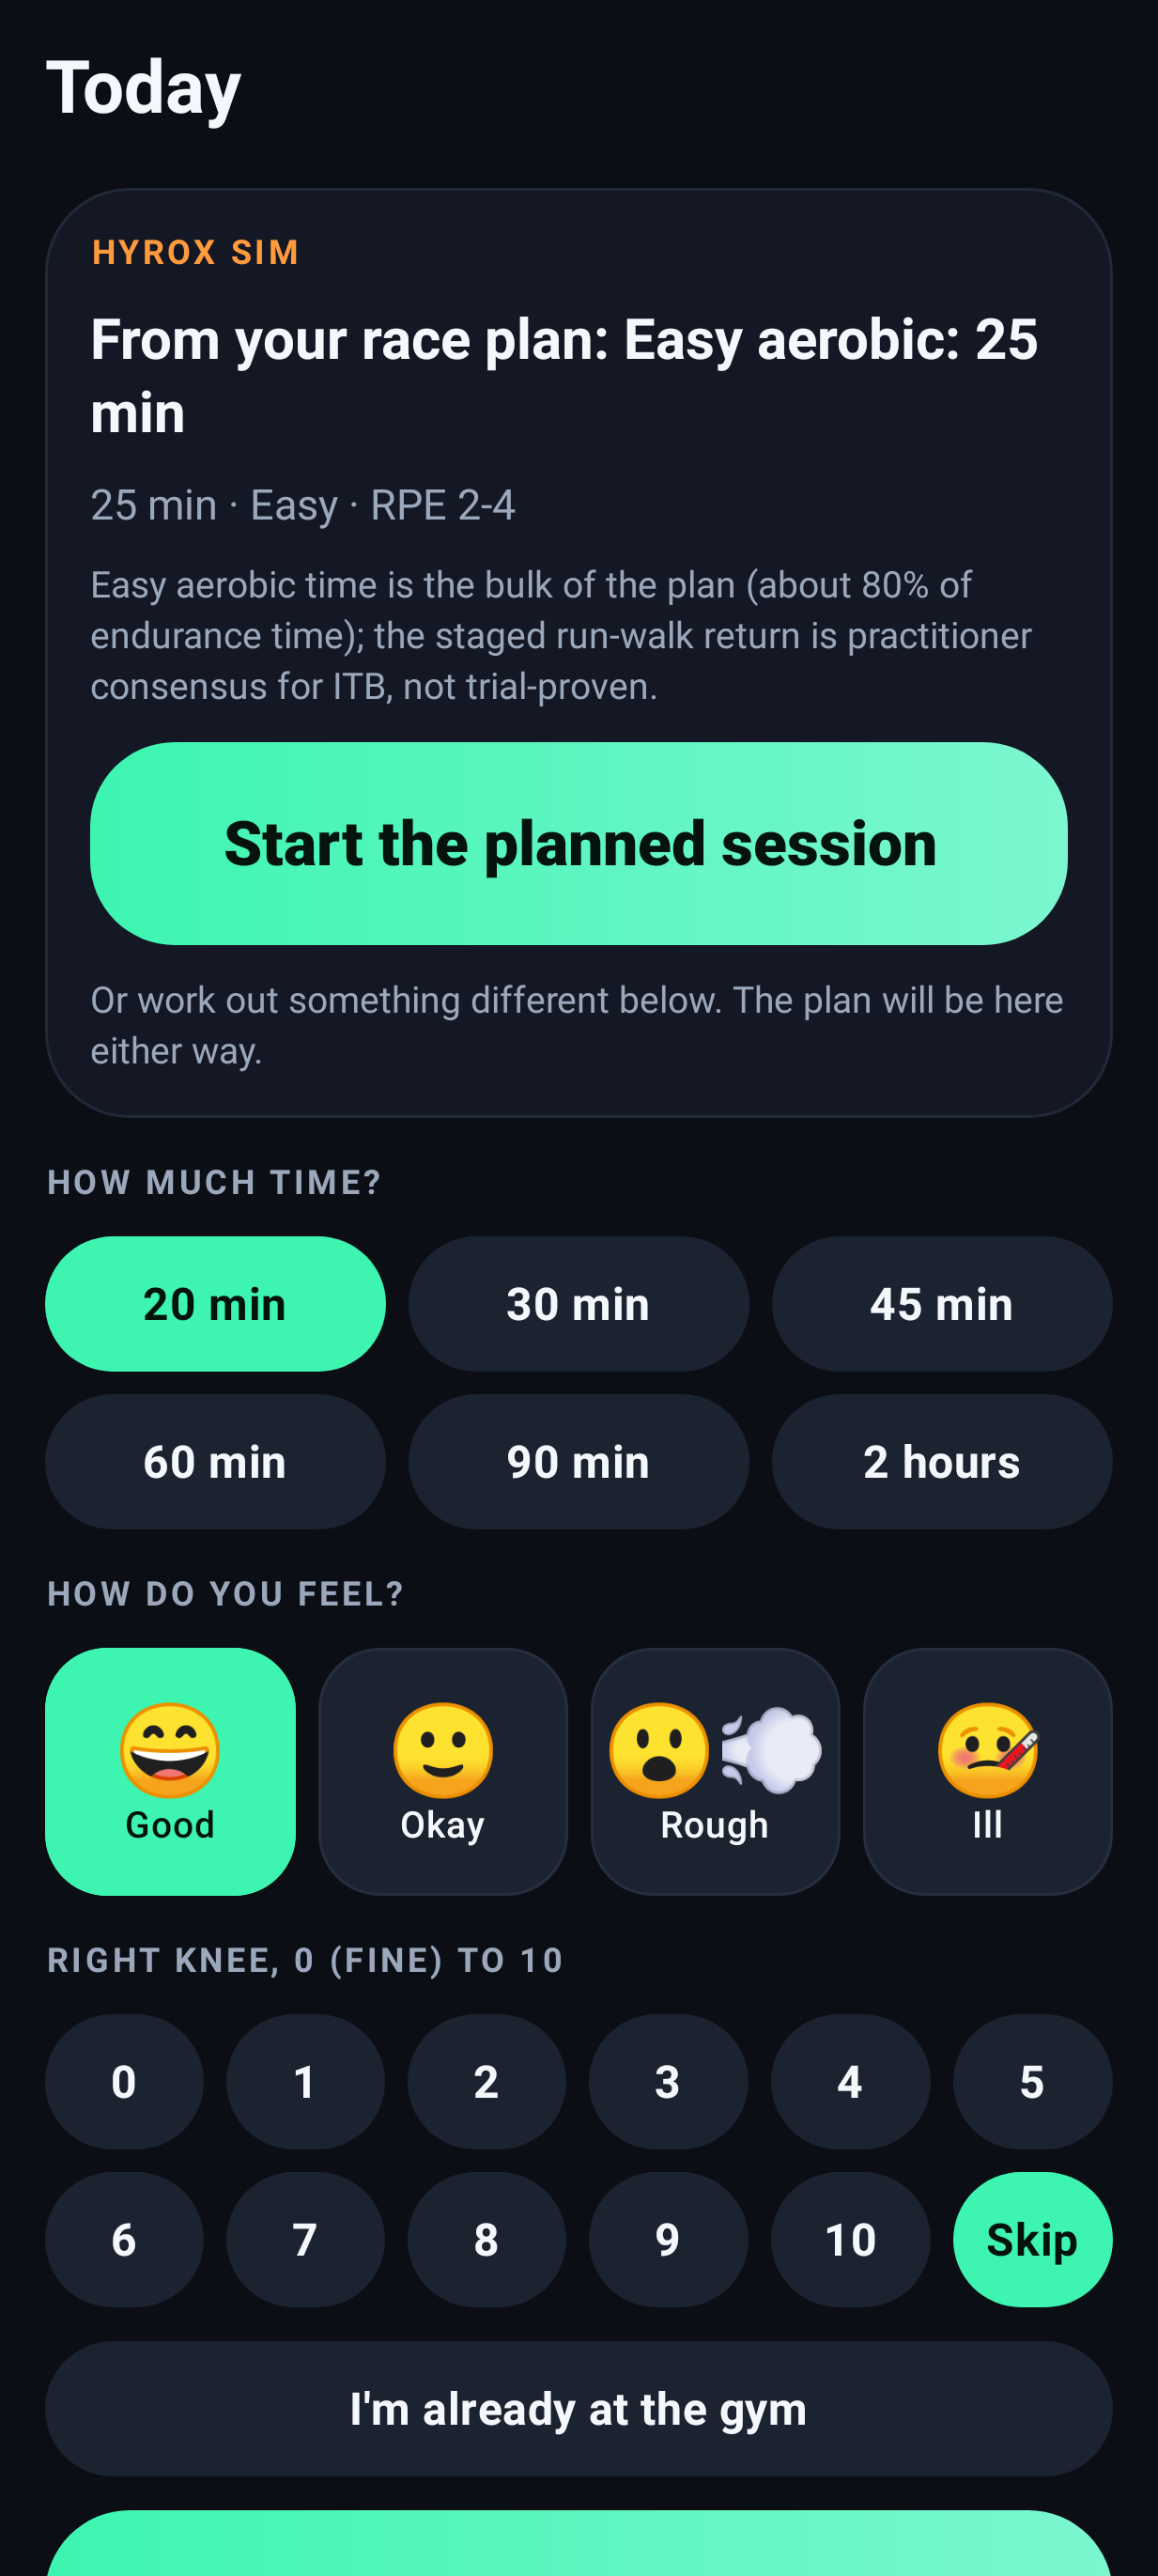 Today
HYROX SIM
From your race plan: Easy aerobic: 25
min
25 min · Easy · RPE 2-4
Easy aerobic time is the bulk of the plan (about 80% of
endurance time); the staged run-walk return is practitioner
consensus for ITB, not trial-proven.
Start the planned session
Or work out something different below. The plan will be here
either way.
HOW MUCH TIME?
20 min 30 min 45 min
60 min 90 min 2 hours
HOW DO YOU FEEL?
Good Okay Rough Ill
RIGHT KNEE, 0 (FINE) TO 10
0 1 2 3 4 5
6 7 8 9 10 Skip
I'm already at the gym